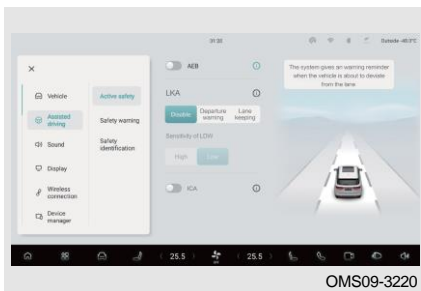 01:32
Outside -40.0°C
The system gives an warning reminder
when the vehicle is about to deviate
from the lane
Vehicle
Assisted
driving
Sound
Display
Wireless
connection
Device
manager
Active safety
Safety warning
Safety
identification
AEB
LKA
Disable
Departure
warning
Lane
keeping
Sensitivity of LDW
High
Low
ICA
25.5
25.5
OMS09-3220